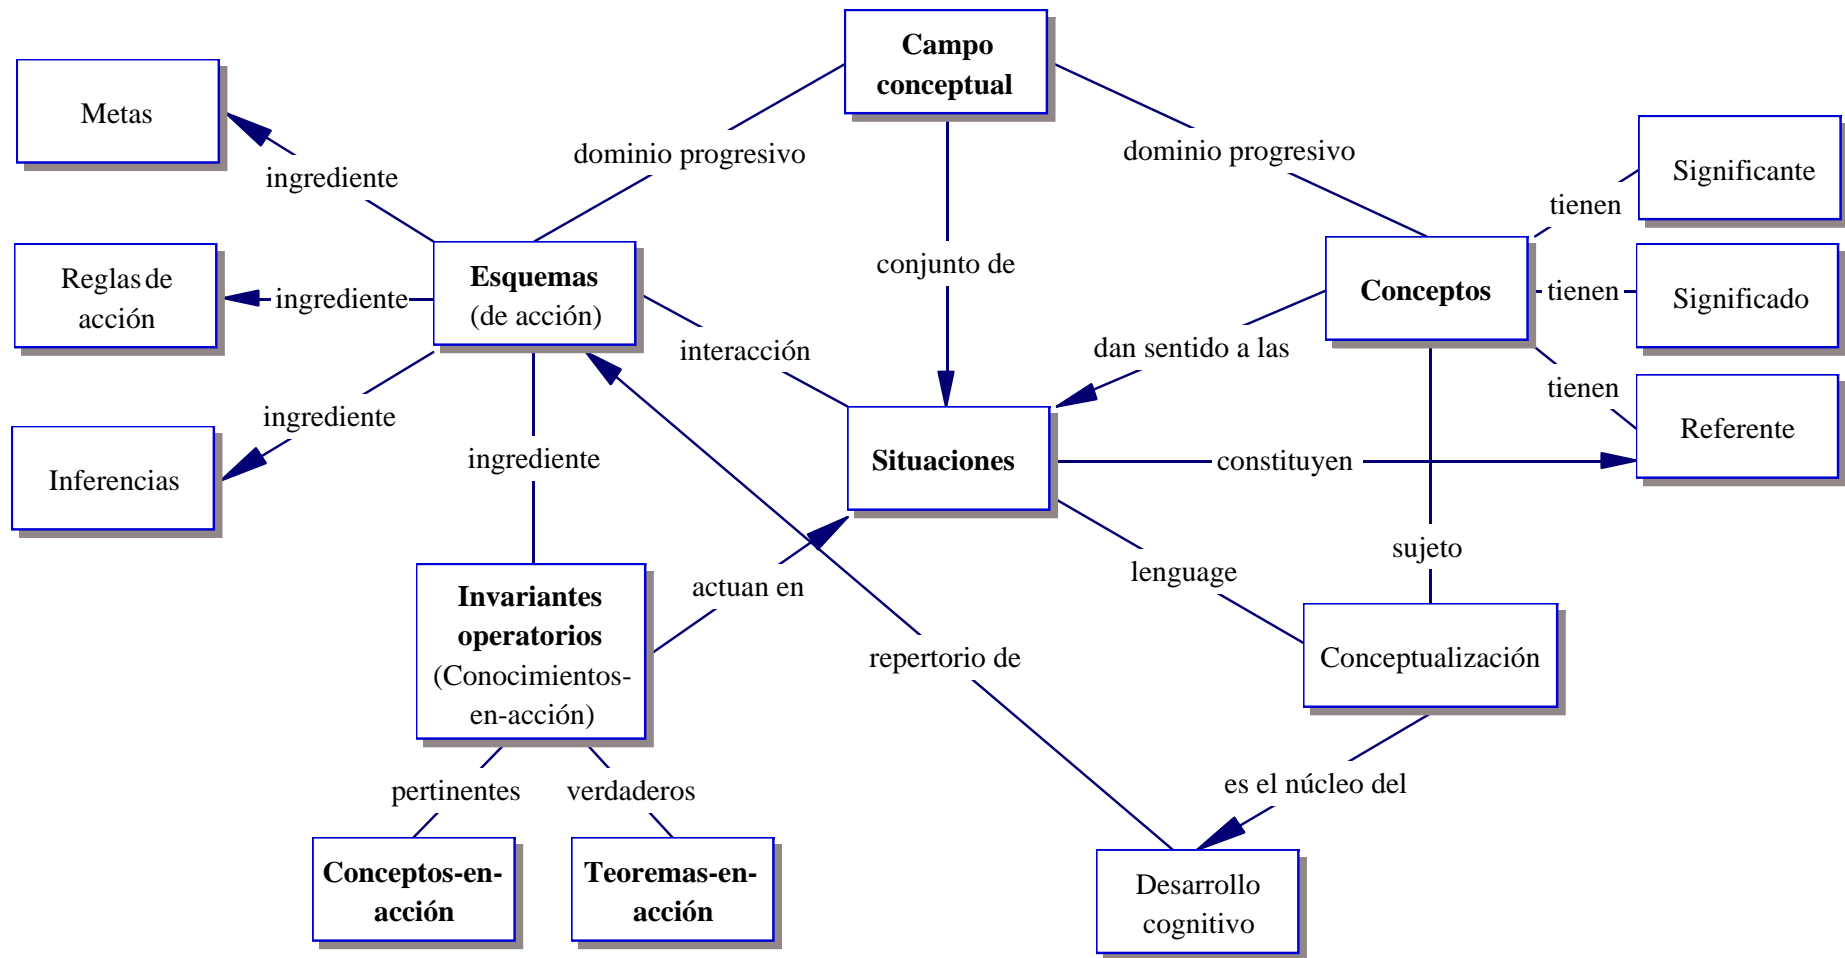 Campo
conceptual
Metas
dominio progresivo
dominio progresivo
Significante
ingrediente
tienen
Reglas de
acción
ingrediente
Esquemas
(de acción)
conjunto de
Conceptos
tienen
Significado
interacción
dan sentido a las
tienen
ingrediente
Referente
ingrediente
Situaciones
constituyen
Inferencias
sujeto
lenguage
actuan en
Invariantes
operatorios
(Conocimientos-
en-acción)
repertorio de
Conceptualización
pertinentes
verdaderos
es el núcleo del
Conceptos-en-
acción
Teoremas-en-
acción
Desarrollo
cognitivo